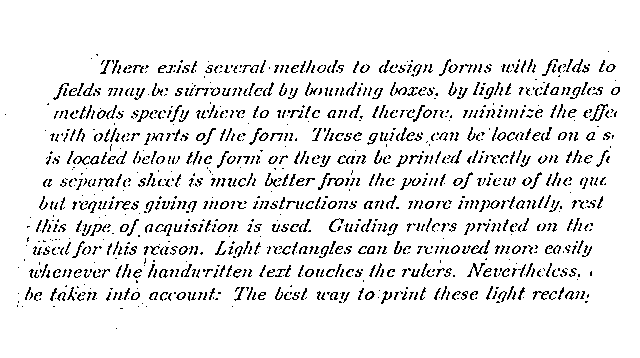 There exist several methods to design forms with fields to
fields may be surrounded by bounding boxes, by light rectangles o
methods specify where to write and, therefore, minimize the effe
with other parts of the form. These guides can be located on a s
is located below the form or they can be printed directly on the f
a separate sheet is much better from the point of view of the qua
but requires giving more instructions and, more importantly, rest
this type of acquisition is used. Guiding rulers printed on the
used for this reason. Light rectangles can be removed more easily
whenever the handwritten text touches the rulers. Nevertheless,
be taken into account: The best way to print these light rectan